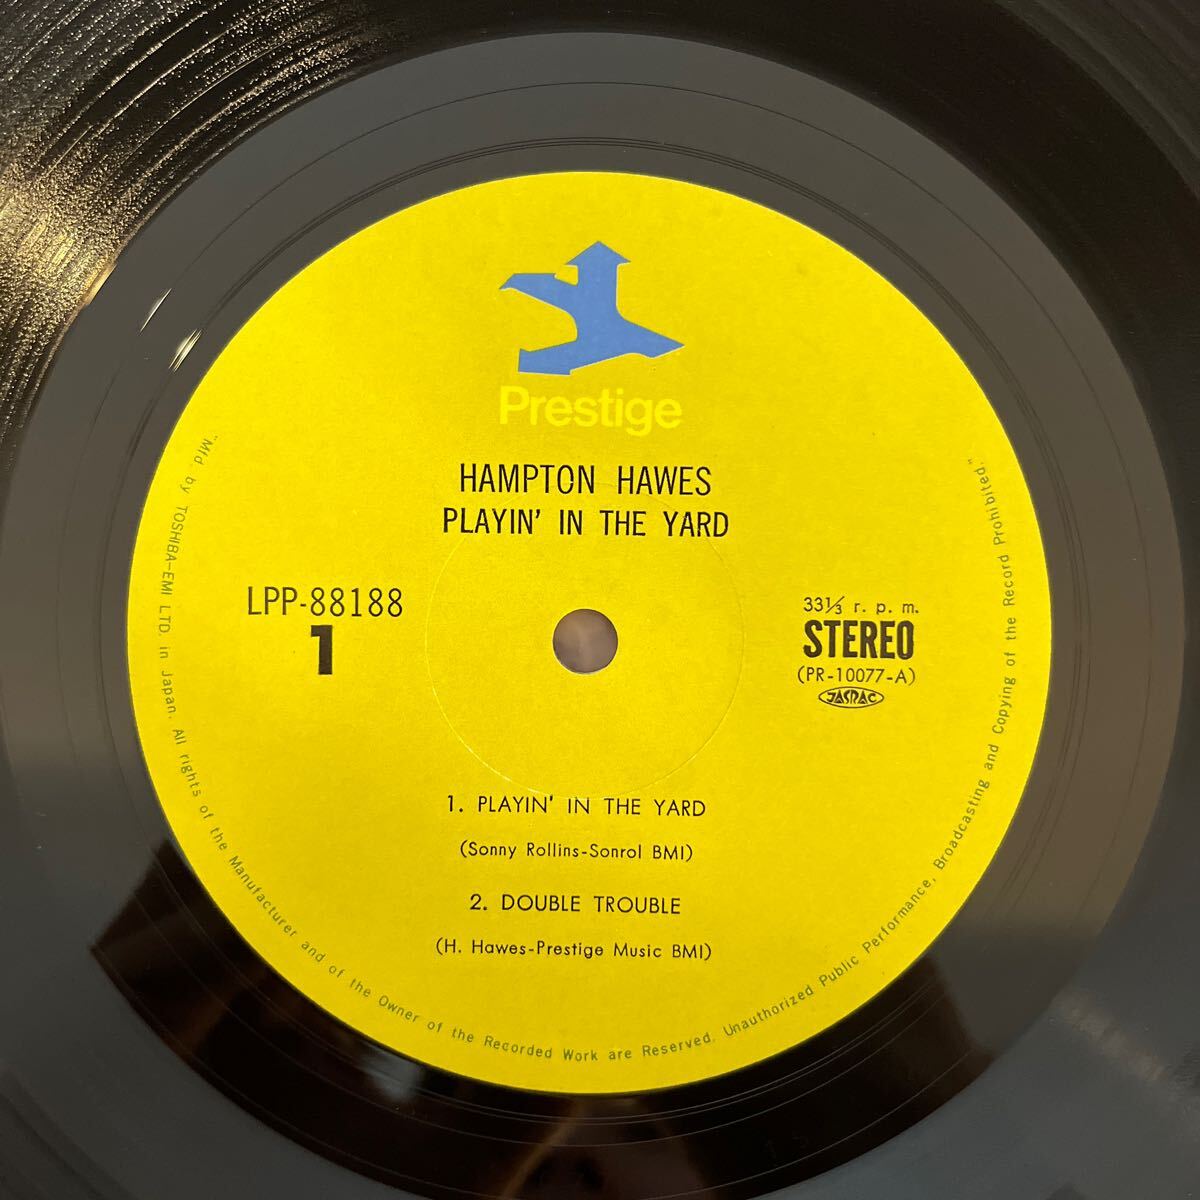 Prestige
HAMPTON HAWES
PLAYIN' IN THE YARD
LPP-88188
1
33⅓ r. p. m.
STEREO
(PR-10077-A)
JASRAC
1. PLAYIN' IN THE YARD
(Sonny Rollins-Sonrol BMI)
2. DOUBLE TROUBLE
(H. Hawes-Prestige Music BMI)
"Mfd. by TOSHIBA-EMI LTD. in Japan. All rights of the Manufacturer and of the Owner of the Recorded Work are Reserved. Unauthorized Public Performance, Broadcasting and Copying of the Record Prohibited."